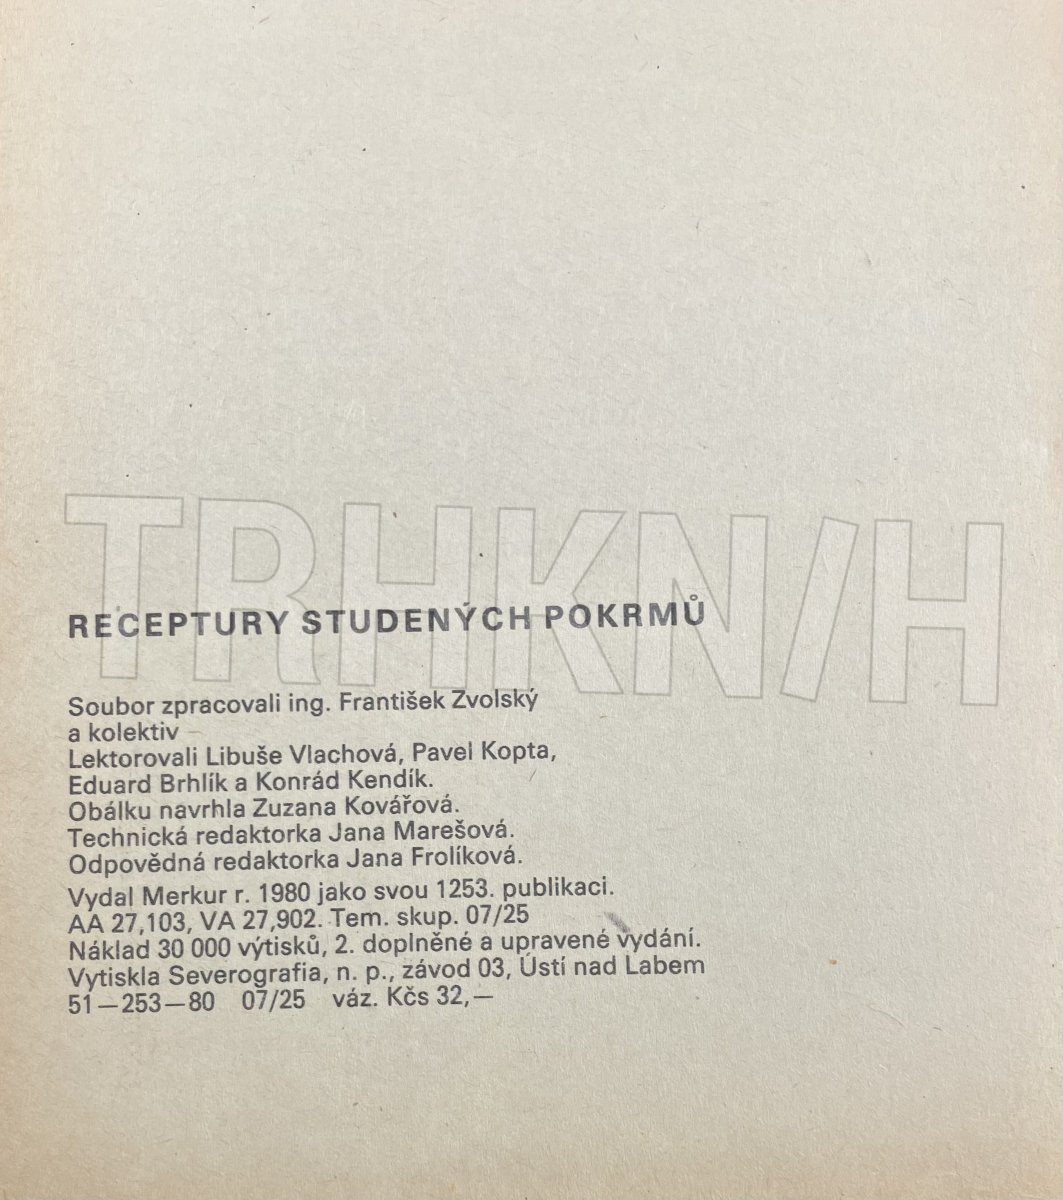 TRHKN/H
RECEPTURY STUDENÝCH POKRMŮ
Soubor zpracovali ing. František Zvolský
a kolektiv
Lektorovali Libuše Vlachová, Pavel Kopta,
Eduard Brhlík a Konrád Kendík.
Obálku navrhla Zuzana Kovářová.
Technická redaktorka Jana Marešová.
Odpovědná redaktorka Jana Frolíková.
Vydal Merkur r. 1980 jako svou 1253. publikaci.
AA 27,103, VA 27,902. Tem. skup. 07/25
Náklad 30 000 výtisků, 2. doplněné a upravené vydání.
Vytiskla Severografia, n. p., závod 03, Ústí nad Labem
51—253—80 07/25 váz. Kčs 32,—